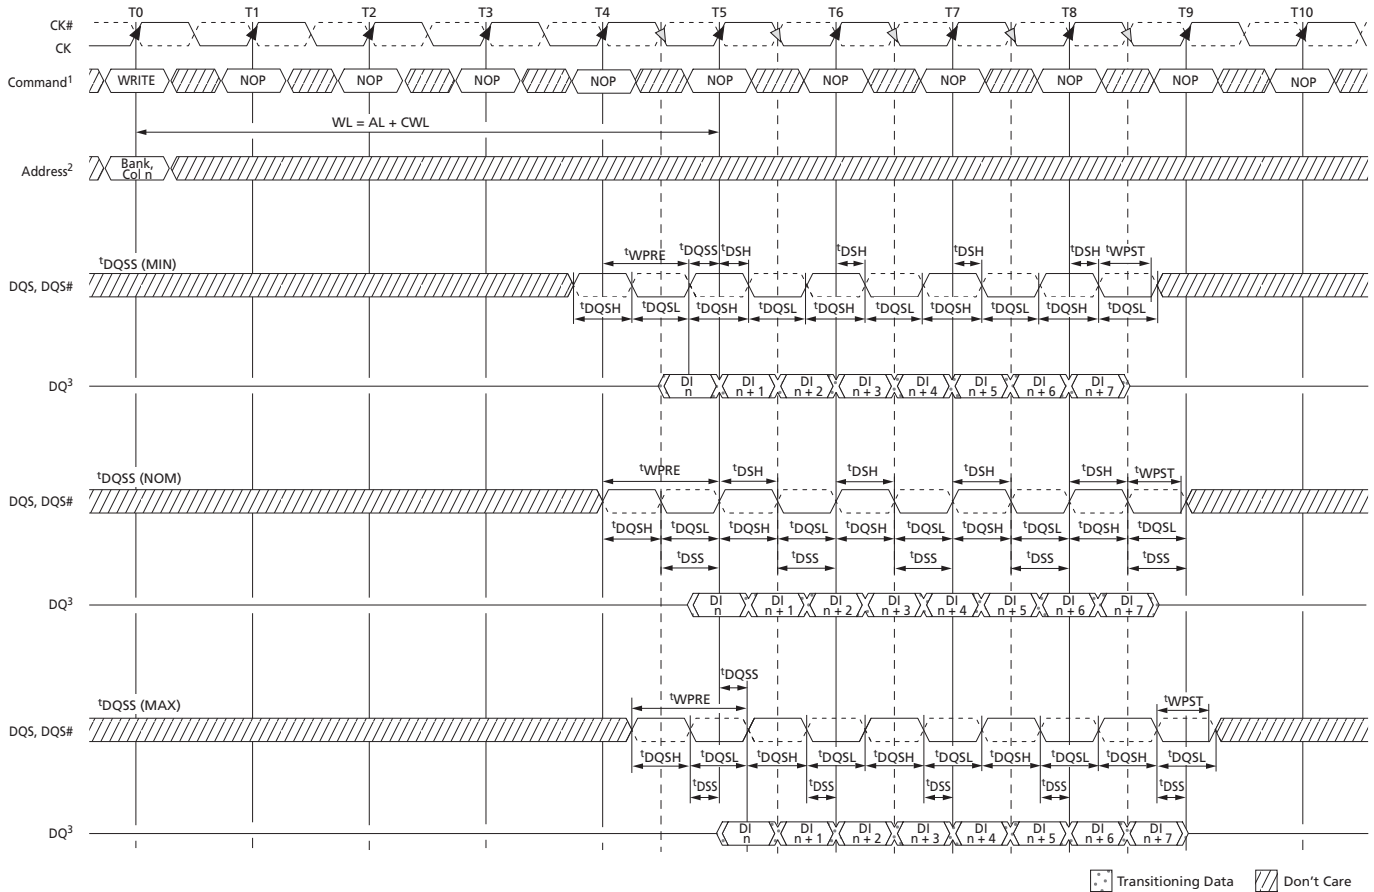 T0 T1 T2 T3 T4 T5 T6 T7 T8 T9 T10
CK#
CK
Command1 WRITE NOP NOP NOP NOP NOP NOP NOP NOP NOP NOP
WL = AL + CWL
Address2 Bank, Col n
tDQSS (MIN) tWPRE tDQSS tDSH tDSH tDSH tDSH tWPST
DQS, DQS#
tDQSH tDQSL tDQSH tDQSL tDQSH tDQSL tDQSH tDQSL tDQSH tDQSL
DQ3 DI n DI n + 1 DI n + 2 DI n + 3 DI n + 4 DI n + 5 DI n + 6 DI n + 7
tDQSS (NOM) tWPRE tDSH tDSH tDSH tDSH tWPST
DQS, DQS#
tDQSH tDQSL tDQSH tDQSL tDQSH tDQSL tDQSH tDQSL tDQSH tDQSL
tDSS tDSS tDSS tDSS tDSS
DQ3 DI n DI n + 1 DI n + 2 DI n + 3 DI n + 4 DI n + 5 DI n + 6 DI n + 7
tDQSS
tDQSS (MAX) tWPRE tWPST
DQS, DQS#
tDQSH tDQSL tDQSH tDQSL tDQSH tDQSL tDQSH tDQSL tDQSH tDQSL
tDSS tDSS tDSS tDSS tDSS
DQ3 DI n DI n + 1 DI n + 2 DI n + 3 DI n + 4 DI n + 5 DI n + 6 DI n + 7
Transitioning Data Don't Care